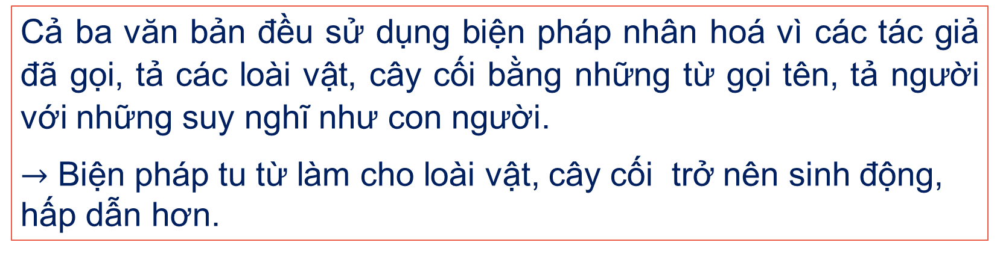 Cả ba văn bản đều sử dụng biện pháp nhân hoá vì các tác giả
đã gọi, tả các loài vật, cây cối bằng những từ gọi tên, tả người
với những suy nghĩ như con người.
→ Biện pháp tu từ làm cho loài vật, cây cối  trở nên sinh động,
hấp dẫn hơn.